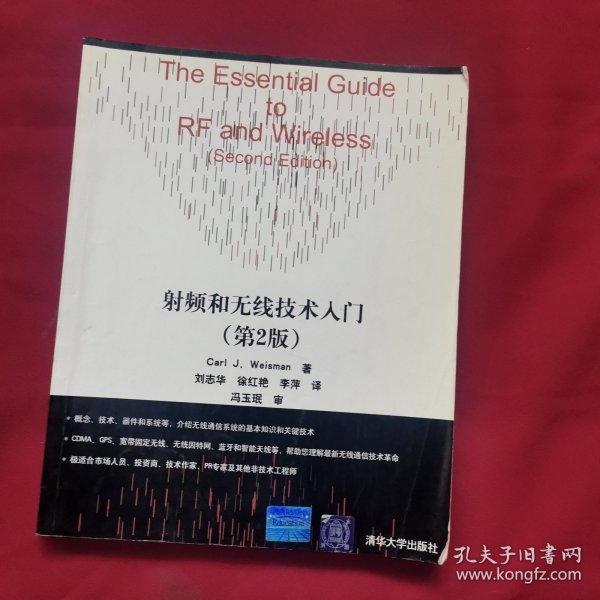 The Essential Guide
to
RF and Wireless
(Second Edition)
射频和无线技术入门
(第2版)
Carl J. Weisman 著
刘志华 徐红艳 李萍 译
冯玉珉 审
• 概念、技术、器件和系统等，介绍无线通信系统的基本知识和关键技术
• CDMA、GPS、宽带固定无线、无线因特网、蓝牙和智能天线等，帮助您理解最新无线通信技术革命
• 极适合市场人员、投资商、技术作家、PR专家及其他非技术工程师
Education
清华大学出版社
孔夫子旧书网
www.kongfz.com